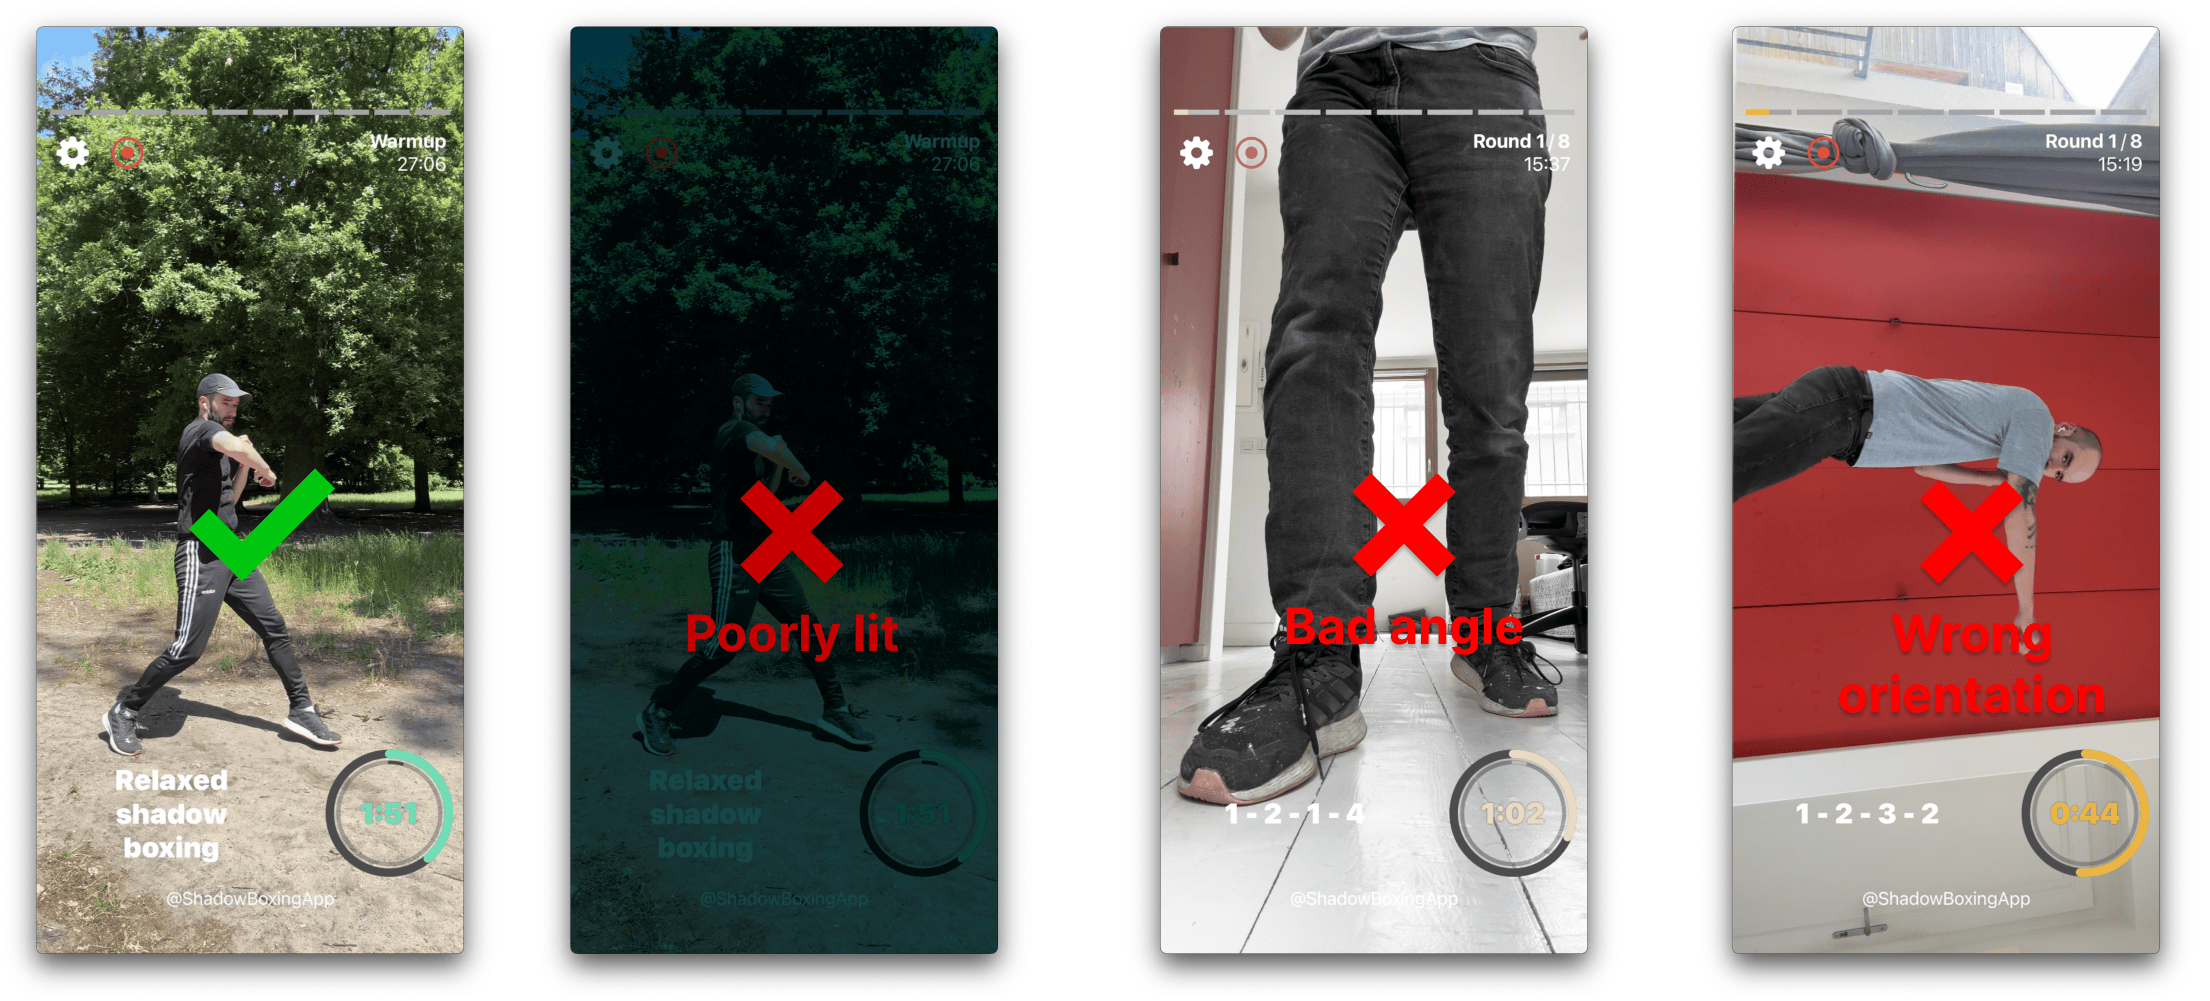 Warmup
27:06
Relaxed
shadow
boxing
1:51
@ShadowBoxingApp
Warmup
27:06
Poorly lit
Relaxed
shadow
boxing
1:51
@ShadowBoxingApp
Round 1/8
15:37
Bad angle
1-2-1-4
1:02
@ShadowBoxingApp
Round 1/8
15:19
Wrong
orientation
1-2-3-2
0:44
@ShadowBoxingApp